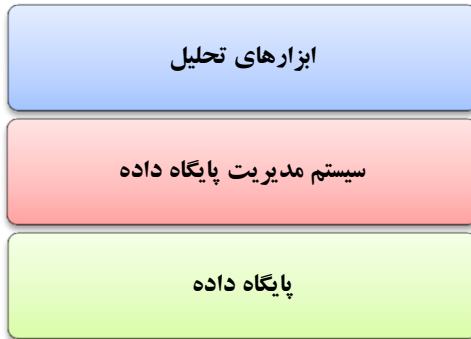 ابزارهای تحلیل
سیستم مدیریت پایگاه داده
پایگاه داده